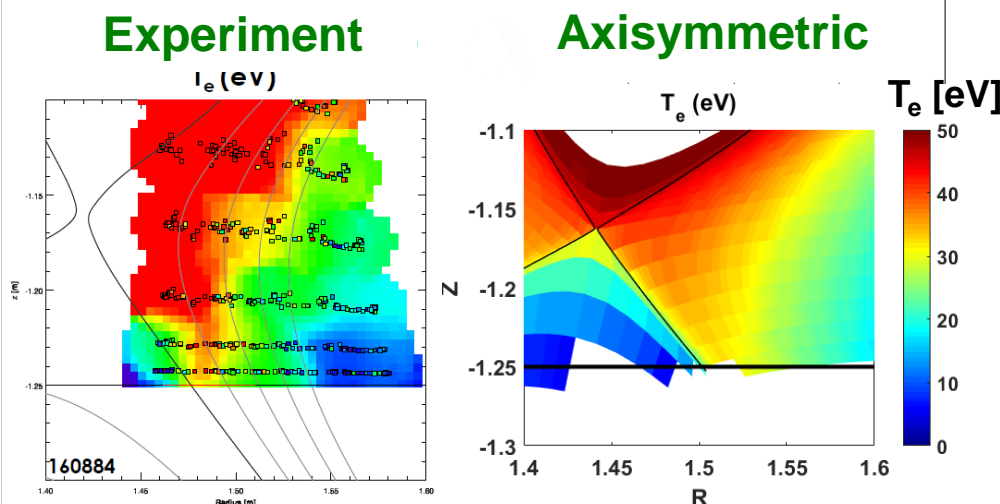 Experiment
Te (eV)
-1.15
-1.20
-1.25
z [m]
160884
1.40
1.45
1.50
1.55
1.60
Radius [m]
Axisymmetric
Te (eV)
-1.1
-1.15
-1.2
-1.25
-1.3
Z
1.4
1.45
1.5
1.55
1.6
R
Te [eV]
50
40
30
20
10
0